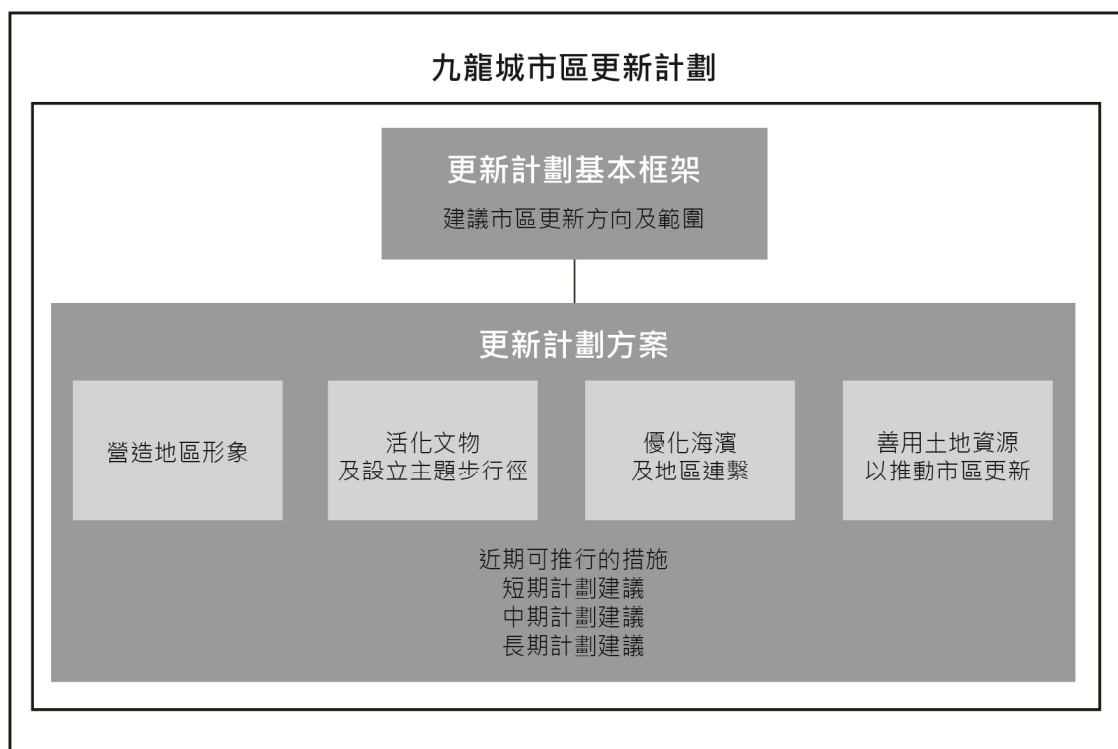 九龍城市區更新計劃
更新計劃基本框架
建議市區更新方向及範圍
更新計劃方案
營造地區形象
活化文物
及設立主題步行徑
優化海濱
及地區連繫
善用土地資源
以推動市區更新
近期可推行的措施
短期計劃建議
中期計劃建議
長期計劃建議